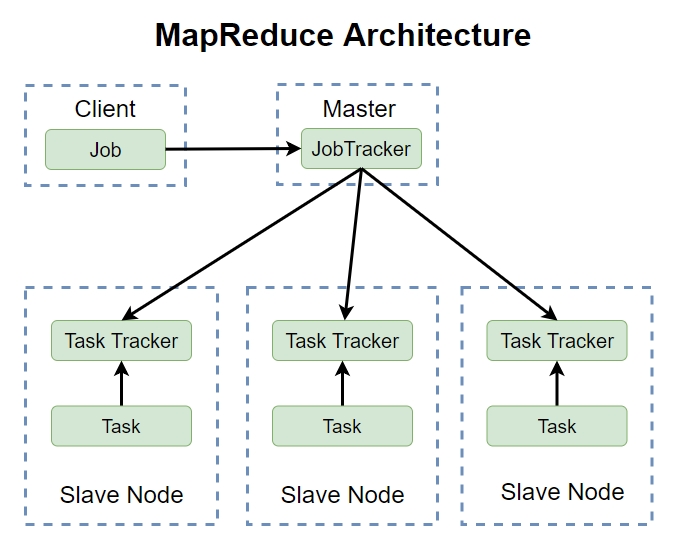 MapReduce Architecture
Client
Master
Job
JobTracker
Task Tracker
Task Tracker
Task Tracker
Task
Task
Task
Slave Node
Slave Node
Slave Node